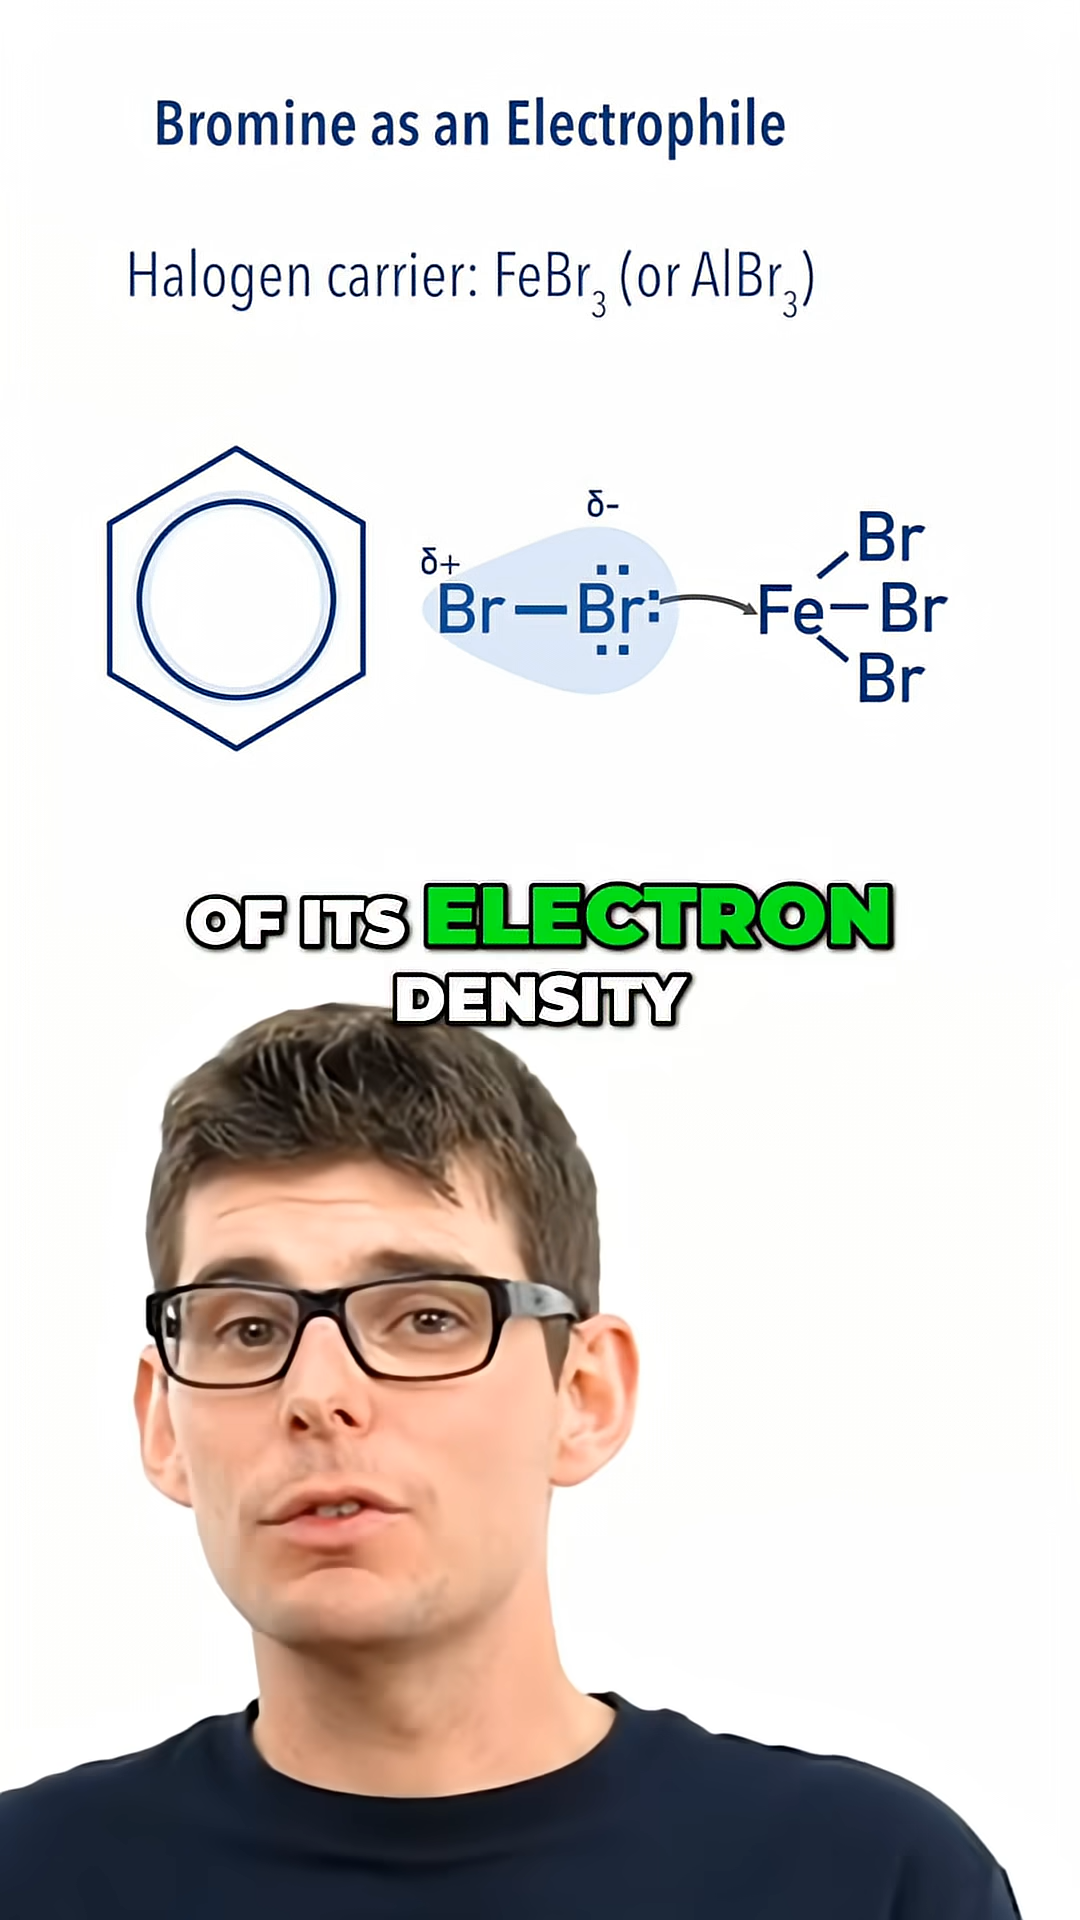 Bromine as an Electrophile
Halogen carrier: FeBr₃ (or AlBr₃)
δ-
δ+
Br
Br—Br:
Fe—Br
Br
OF ITS ELECTRON
DENSITY